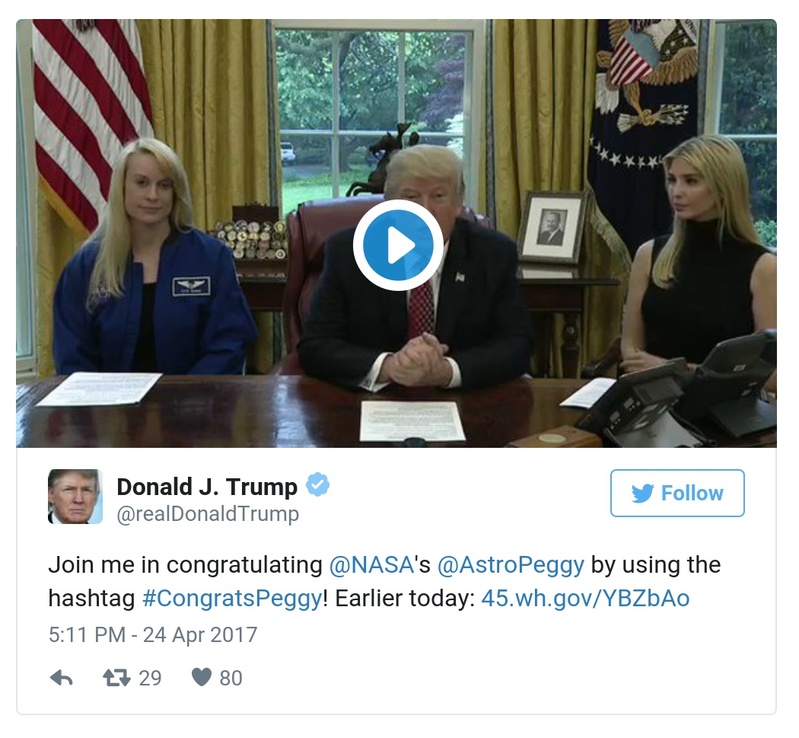 Donald J. Trump
@realDonaldTrump
Follow
Join me in congratulating @NASA's @AstroPeggy by using the
hashtag #CongratsPeggy! Earlier today: 45.wh.gov/YBZbAo
5:11 PM - 24 Apr 2017
29
80